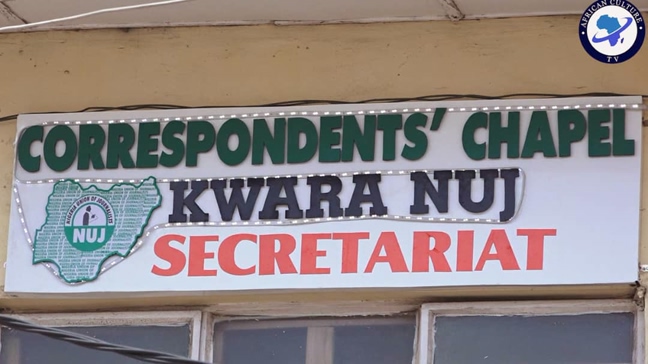 AFRICAN CULTURE
TV
CORRESPONDENTS' CHAPEL
KWARA NUJ
SECRETARIAT
NUJ